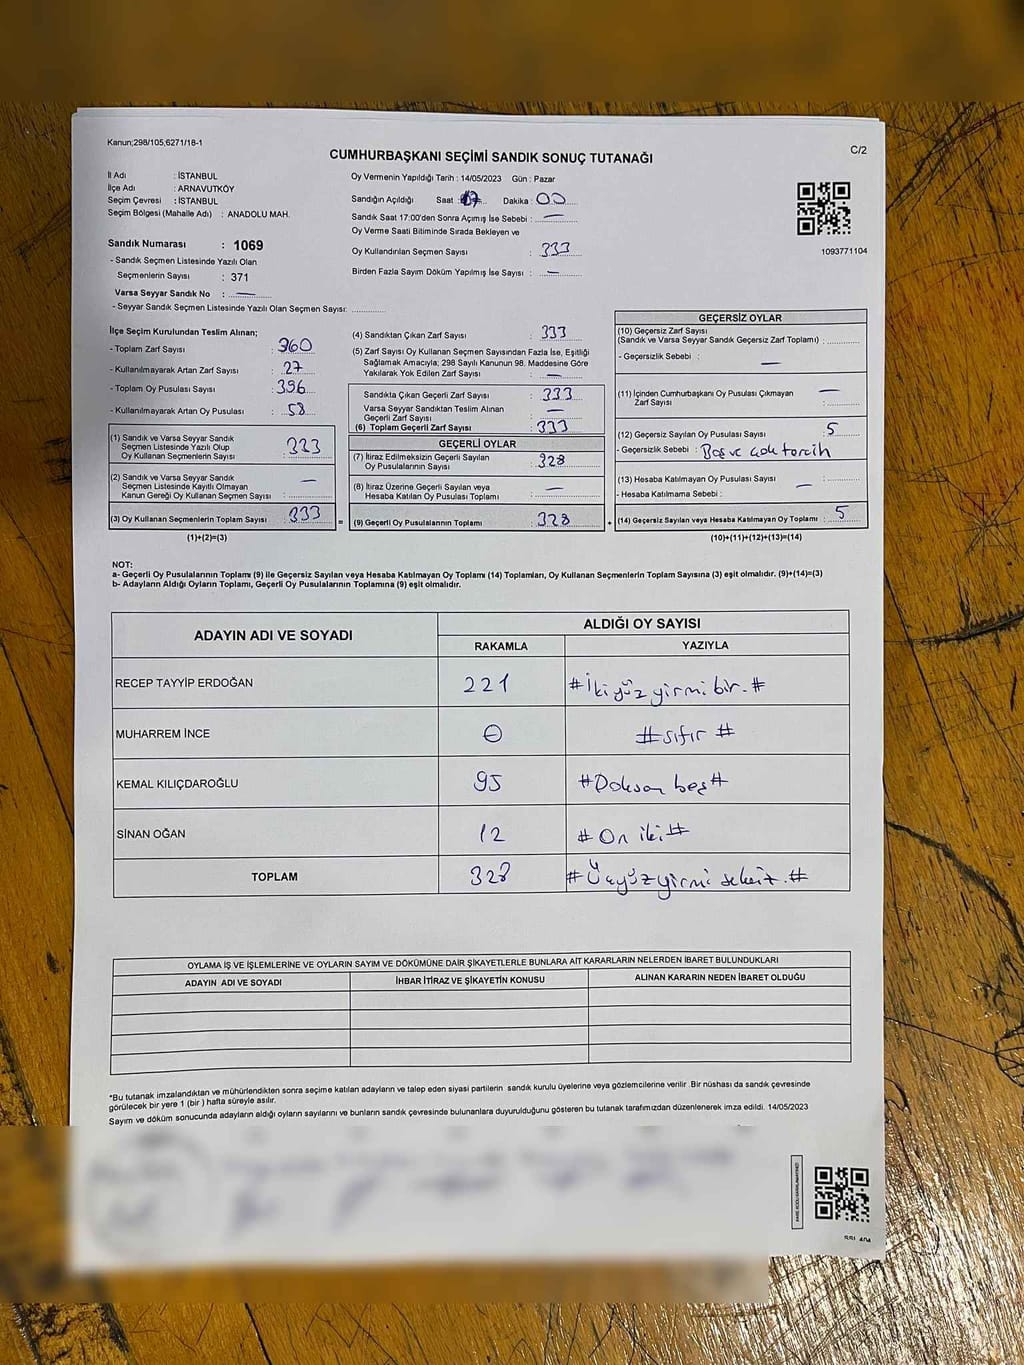 Kanun;298/105,6271/16-1
C/2
CUMHURBAŞKANI SEÇİMİ SANDIK SONUÇ TUTANAĞI
İl Adı : İSTANBUL
İlçe Adı : ARNAVUTKÖY
Seçim Çevresi : İSTANBUL
Seçim Bölgesi (Mahalle Adı) : ANADOLU MAH.
Sandık Numarası : 1069
- Sandık Seçmen Listesinde Yazılı Olan
Seçmenlerin Sayısı : 371
Varsa Seyyar Sandık No : —
- Seyyar Sandık Seçmen Listesinde Yazılı Olan Seçmen Sayısı:
Oy Vermenin Yapıldığı Tarih : 14/05/2023 Gün : Pazar
Sandığın Açıldığı Saat : 17 Dakika : 00
Sandık Saat 17:00'den Sonra Açımış İse Sebebi : —
Oy Verme Saati Bitiminde Sırada Bekleyen ve
Oy Kullandırılan Seçmen Sayısı : 333
Birden Fazla Sayım Döküm Yapılmış İse Sayısı : —
1093771104
İlçe Seçim Kurulundan Teslim Alınan;
- Toplam Zarf Sayısı : 360
- Kullanılmayarak Artan Zarf Sayısı : 27
- Toplam Oy Pusulası Sayısı : 396
- Kullanılmayarak Artan Oy Pusulası : 58
(1) Sandık ve Varsa Seyyar Sandık
Seçmen Listesinde Yazılı Olup
Oy Kullanan Seçmenlerin Sayısı : 333
(2) Sandık ve Varsa Seyyar Sandık
Seçmen Listesinde Kayıtlı Olmayan
Kanun Gereği Oy Kullanan Seçmen Sayısı : —
(3) Oy Kullanan Seçmenlerin Toplam Sayısı : 333
(1)+(2)=(3)
=
(4) Sandıktan Çıkan Zarf Sayısı : 333
(5) Zarf Sayısı Oy Kullanan Seçmen Sayısından Fazla İse, Eşitliği
Sağlamak Amacıyla; 298 Sayılı Kanunun 98. Maddesine Göre
Yakılarak Yok Edilen Zarf Sayısı : —
Sandıkta Çıkan Geçerli Zarf Sayısı : 333
Varsa Seyyar Sandıktan Teslim Alınan
Geçerli Zarf Sayısı : —
(6) Toplam Geçerli Zarf Sayısı : 333
GEÇERLİ OYLAR
(7) İtiraz Edilmeksizin Geçerli Sayılan
Oy Pusulalarının Sayısı : 328
(8) İtiraz Üzerine Geçerli Sayılan veya
Hesaba Katılan Oy Pusulası Toplamı : —
(9) Geçerli Oy Pusulalarının Toplamı : 328
+
GEÇERSİZ OYLAR
(10) Geçersiz Zarf Sayısı
(Sandık ve Varsa Seyyar Sandık Geçersiz Zarf Toplamı) :
- Geçersizlik Sebebi : —
(11) İçinden Cumhurbaşkanı Oy Pusulası Çıkmayan
Zarf Sayısı : —
(12) Geçersiz Sayılan Oy Pusulası Sayısı : 5
- Geçersizlik Sebebi : Boş ve çok tercih
(13) Hesaba Katılmayan Oy Pusulası Sayısı : —
- Hesaba Katılmama Sebebi :
(14) Geçersiz Sayılan veya Hesaba Katılmayan Oy Toplamı : 5
(10)+(11)+(12)+(13)=(14)
NOT:
a- Geçerli Oy Pusulalarının Toplamı (9) ile Geçersiz Sayılan veya Hesaba Katılmayan Oy Toplamı (14) Toplamları, Oy Kullanan Seçmenlerin Toplam Sayısına (3) eşit olmalıdır. (9)+(14)=(3)
b- Adayların Aldığı Oyların Toplamı, Geçerli Oy Pusulalarının Toplamına (9) eşit olmalıdır.
ADAYIN ADI VE SOYADI
ALDIĞI OY SAYISI
RAKAMLA YAZIYLA
RECEP TAYYİP ERDOĞAN 221 #İki yüz yirmi bir.#
MUHARREM İNCE 0 #sıfır#
KEMAL KILIÇDAROĞLU 95 #Doksan beş#
SİNAN OĞAN 12 #On iki#
TOPLAM 328 #Üç yüz yirmi sekiz.#
OYLAMA İŞ VE İŞLEMLERİNE VE OYLARIN SAYIM VE DÖKÜMÜNE DAİR ŞİKAYETLERLE BUNLARA AİT KARARLARIN NELERDEN İBARET BULUNDUKLARI
ADAYIN ADI VE SOYADI İHBAR İTİRAZ VE ŞİKAYETİN KONUSU ALINAN KARARIN NEDEN İBARET OLDUĞU
*Bu tutanak imzalandıktan ve mühürlendikten sonra seçime katılan adayların ve talep eden siyasi partilerin sandık kurulu üyelerine veya gözlemcilerine verilir .Bir nüshası da sandık çevresinde
görülecek bir yere 1 (bir ) hafta süreyle asılır.
Sayım ve döküm sonucunda adayların aldığı oyların sayılarını ve bunların sandık çevresinde bulunanlara duyurulduğunu gösteren bu tutanak tarafımızdan düzenlenerek imza edildi. 14/05/2023